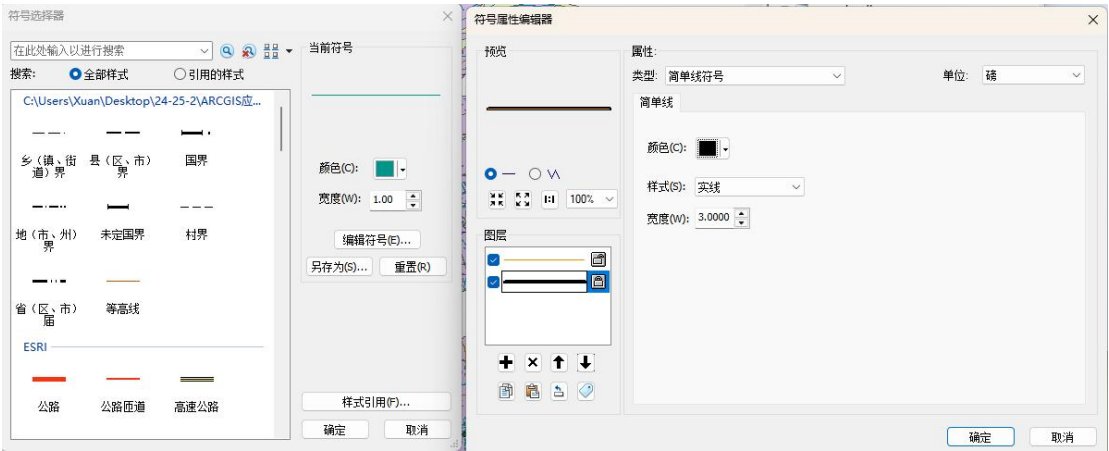 符号选择器
在此处输入以进行搜索
搜索: 全部样式 引用的样式
C:\Users\Xuan\Desktop\24-25-2\ARCGIS应...
乡（镇、街道）界
县（区、市）界
国界
地（市、州）界
未定国界
村界
省（区、市）届
等高线
ESRI
公路
公路匝道
高速公路
当前符号
颜色(C):
宽度(W): 1.00
编辑符号(E)...
另存为(S)... 重置(R)
样式引用(F)...
确定 取消
符号属性编辑器
预览
100%
图层
属性:
类型: 简单线符号 单位: 磅
简单线
颜色(C):
样式(S): 实线
宽度(W): 3.0000
确定 取消